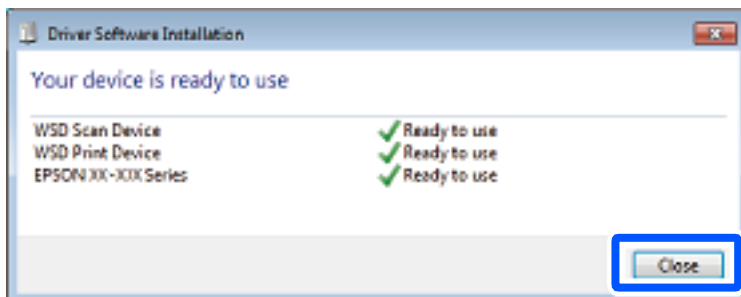 Driver Software Installation
Your device is ready to use
WSD Scan Device Ready to use
WSD Print Device Ready to use
EPSON XX-XXX Series Ready to use
Close